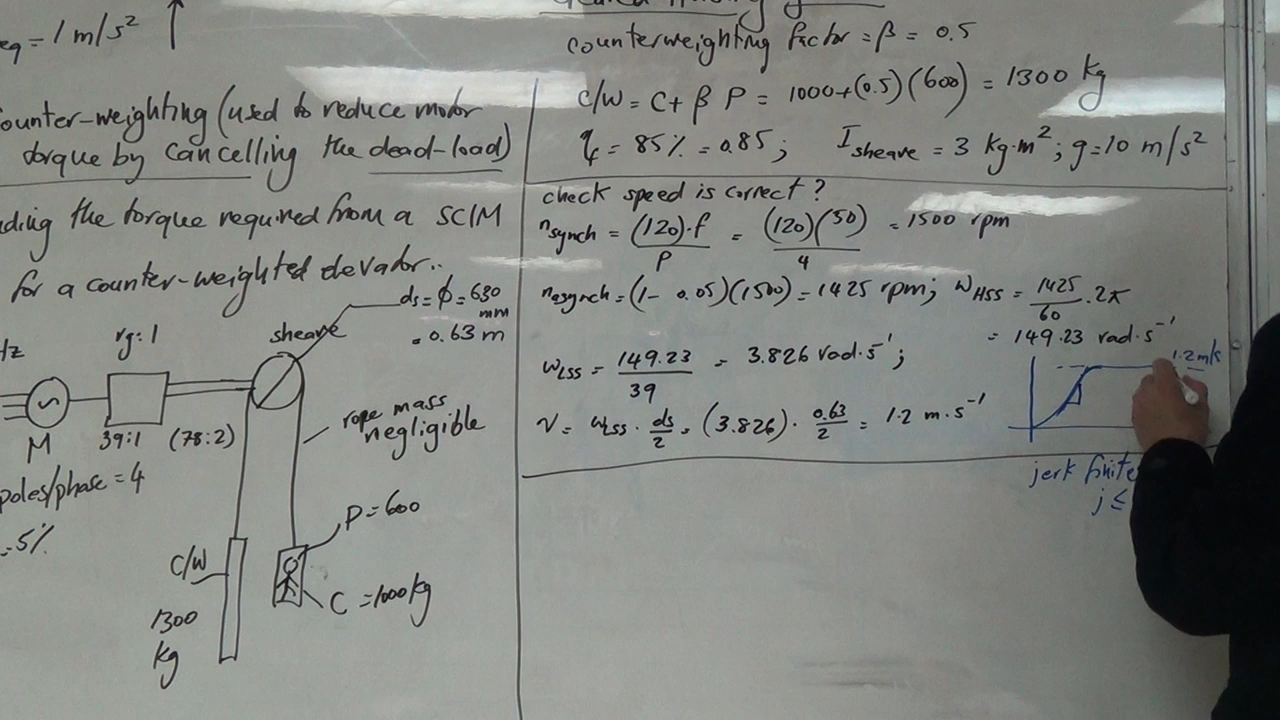 eq = 1 m/s² ↑
ounter-weighting (used to reduce motor
torque by cancelling the dead-load)
ding the torque required from a SCIM
for a counter-weighted elevator..
ds = ϕ = 630 mm
= 0.63 m
sheave
rg:1
Hz
M
39:1 (78:2)
rope mass negligible
poles/phase = 4
= 5%
P = 600
C/W
C = 1000 kg
1300 kg
counterweighting factor = β = 0.5
C/W = C + β P = 1000 + (0.5)(600) = 1300 kg
= 85% = 0.85 ; I sheave = 3 kg·m² ; g = 10 m/s²
check speed is correct?
n synch = (120)·f / P = (120)(50) / 4 = 1500 rpm
n asynch = (1 - 0.05)(1500) = 1425 rpm; ω HSS = 1425/60 · 2π
= 149.23 rad·s⁻¹
ω LSS = 149.23 / 39 = 3.826 rad·s⁻¹ ;
1.2 m/s
V = ω LSS · ds/2 = (3.826) · 0.63/2 = 1.2 m·s⁻¹
jerk finite
j ≤